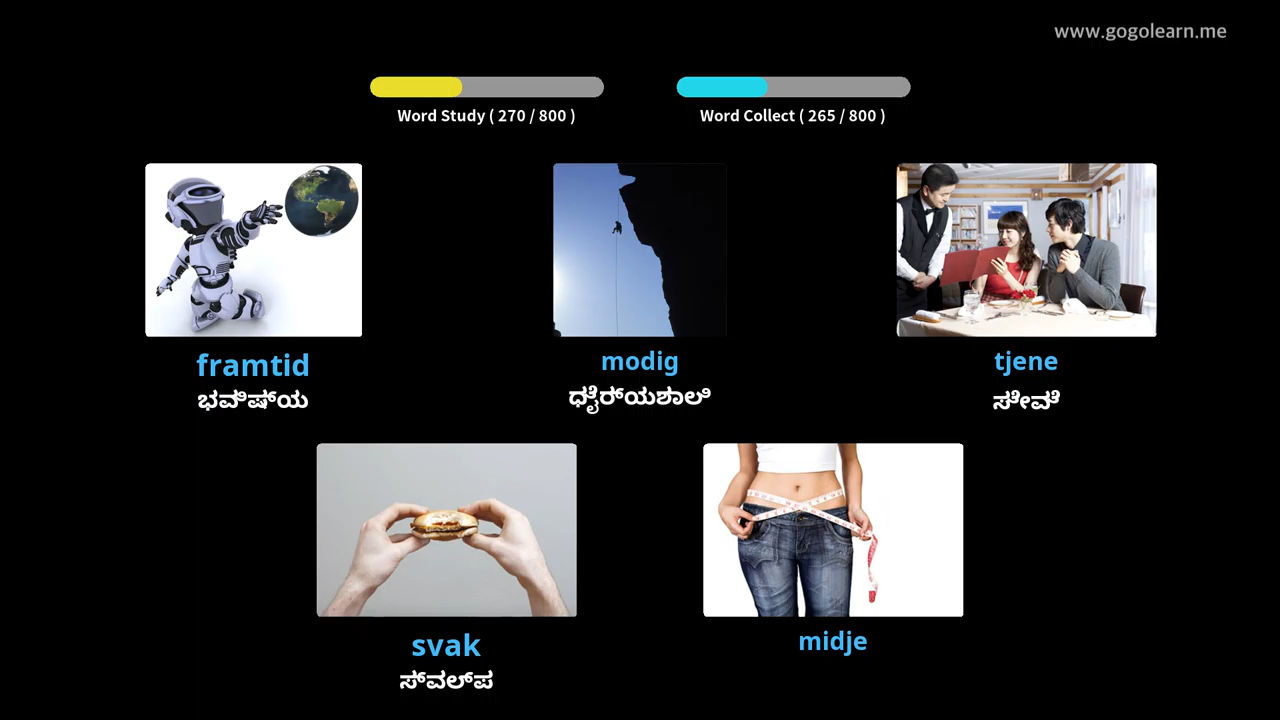 www.gogolearn.me
Word Study ( 270 / 800 )
Word Collect ( 265 / 800 )
framtid
ಭವಿಷ್ಯ
modig
ಧೈರ್ಯಶಾಲಿ
tjene
ಸೇವೆ
svak
ಸ್ವಲ್ಪ
midje